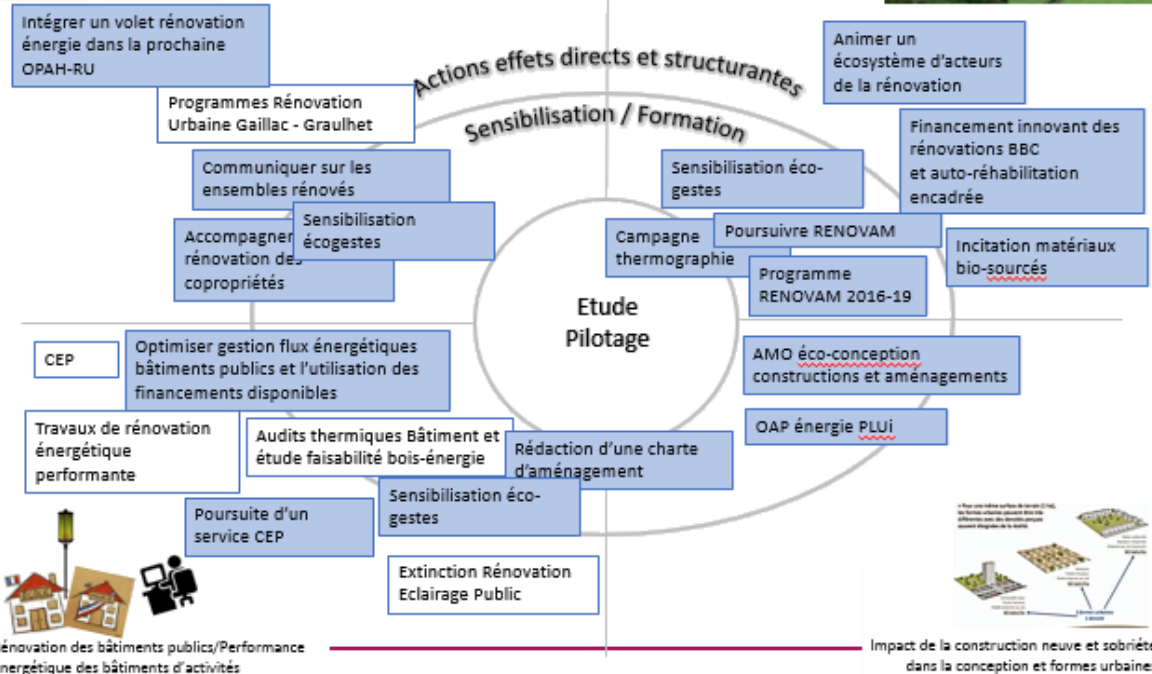 Intégrer un volet rénovation
énergie dans la prochaine
OPAH-RU
Programmes Rénovation
Urbaine Gaillac - Graulhet
Communiquer sur les
ensembles rénovés
Sensibilisation
écogestes
Accompagner
rénovation des
copropriétés
Actions effets directs et structurantes
Sensibilisation / Formation
Animer un
écosystème d'acteurs
de la rénovation
Financement innovant des
rénovations BBC
et auto-réhabilitation
encadrée
Sensibilisation éco-
gestes
Poursuivre RENOVAM
Campagne
thermographie
Incitation matériaux
bio-sourcés
Programme
RENOVAM 2016-19
Etude
Pilotage
CEP
Optimiser gestion flux énergétiques
bâtiments publics et l'utilisation des
financements disponibles
Travaux de rénovation
énergétique
performante
Audits thermiques Bâtiment et
étude faisabilité bois-énergie
Rédaction d'une charte
d'aménagement
Sensibilisation éco-
gestes
Poursuite d'un
service CEP
Extinction Rénovation
Eclairage Public
AMO éco-conception
constructions et aménagements
OAP énergie PLUi
énovation des bâtiments publics/Performance
nergétique des bâtiments d'activités
Impact de la construction neuve et sobriété
dans la conception et formes urbaines